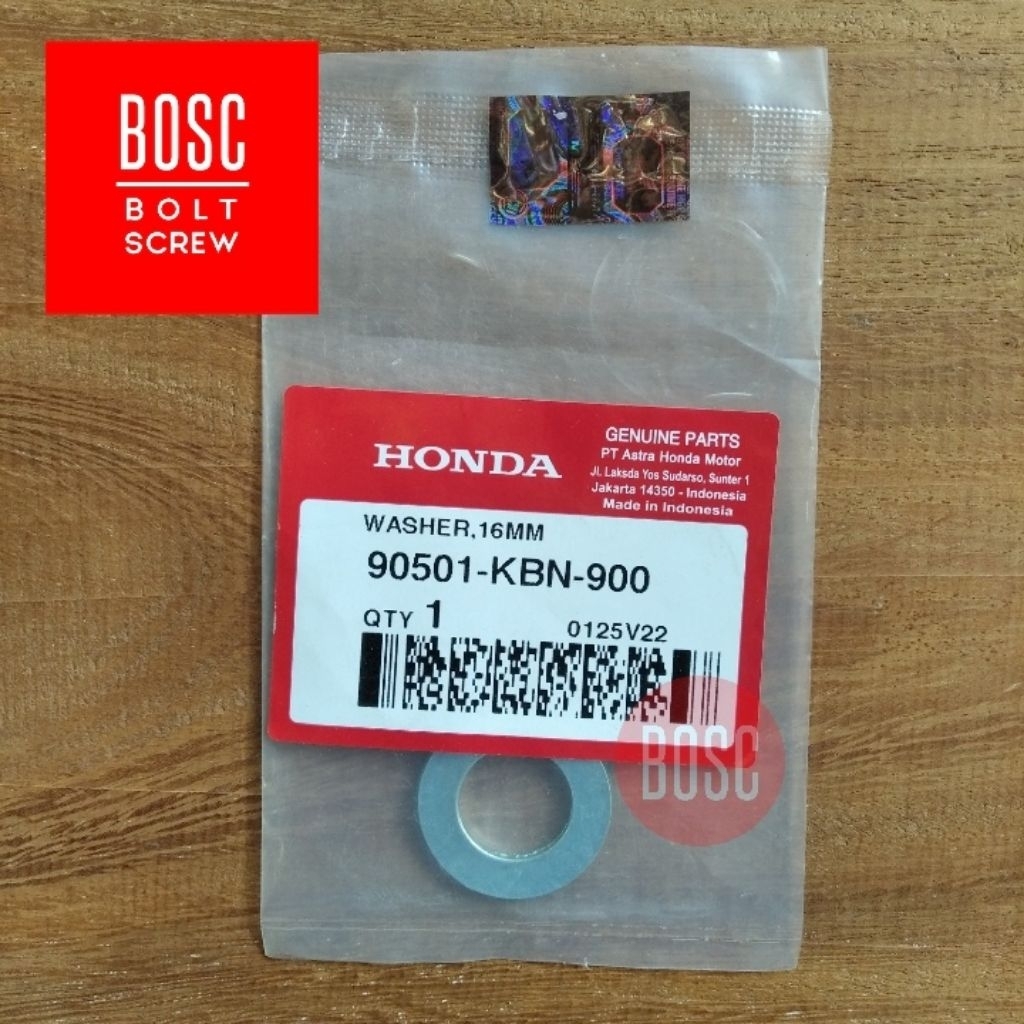 BOSC
BOLT
SCREW
HONDA
GENUINE PARTS
PT Astra Honda Motor
Jl. Laksda Yos Sudarso, Sunter 1
Jakarta 14350 - Indonesia
Made in Indonesia
WASHER,16MM
90501-KBN-900
QTY 1
0125V22
BOSC